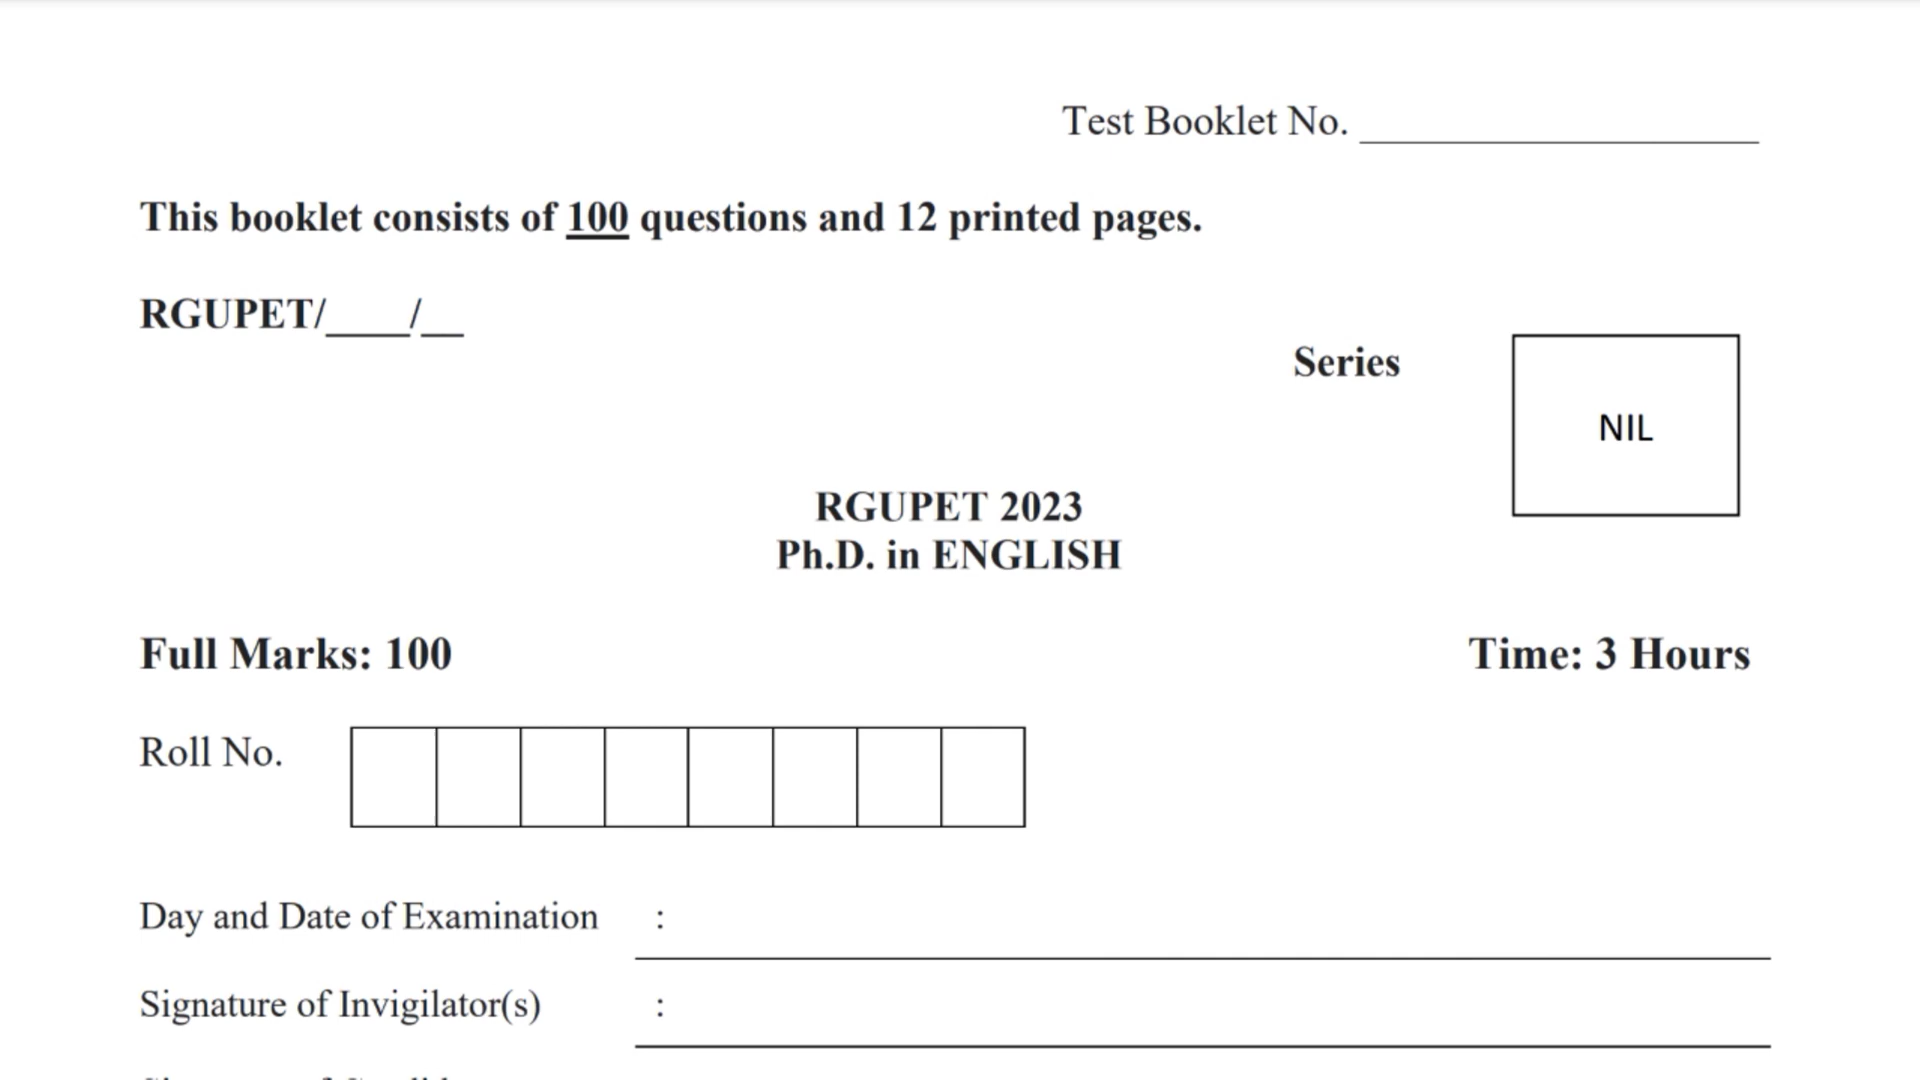 Test Booklet No. ___________________
This booklet consists of 100 questions and 12 printed pages.
RGUPET/____/__
Series
NIL
RGUPET 2023
Ph.D. in ENGLISH
Full Marks: 100 Time: 3 Hours
Roll No.
Day and Date of Examination :
Signature of Invigilator(s) :